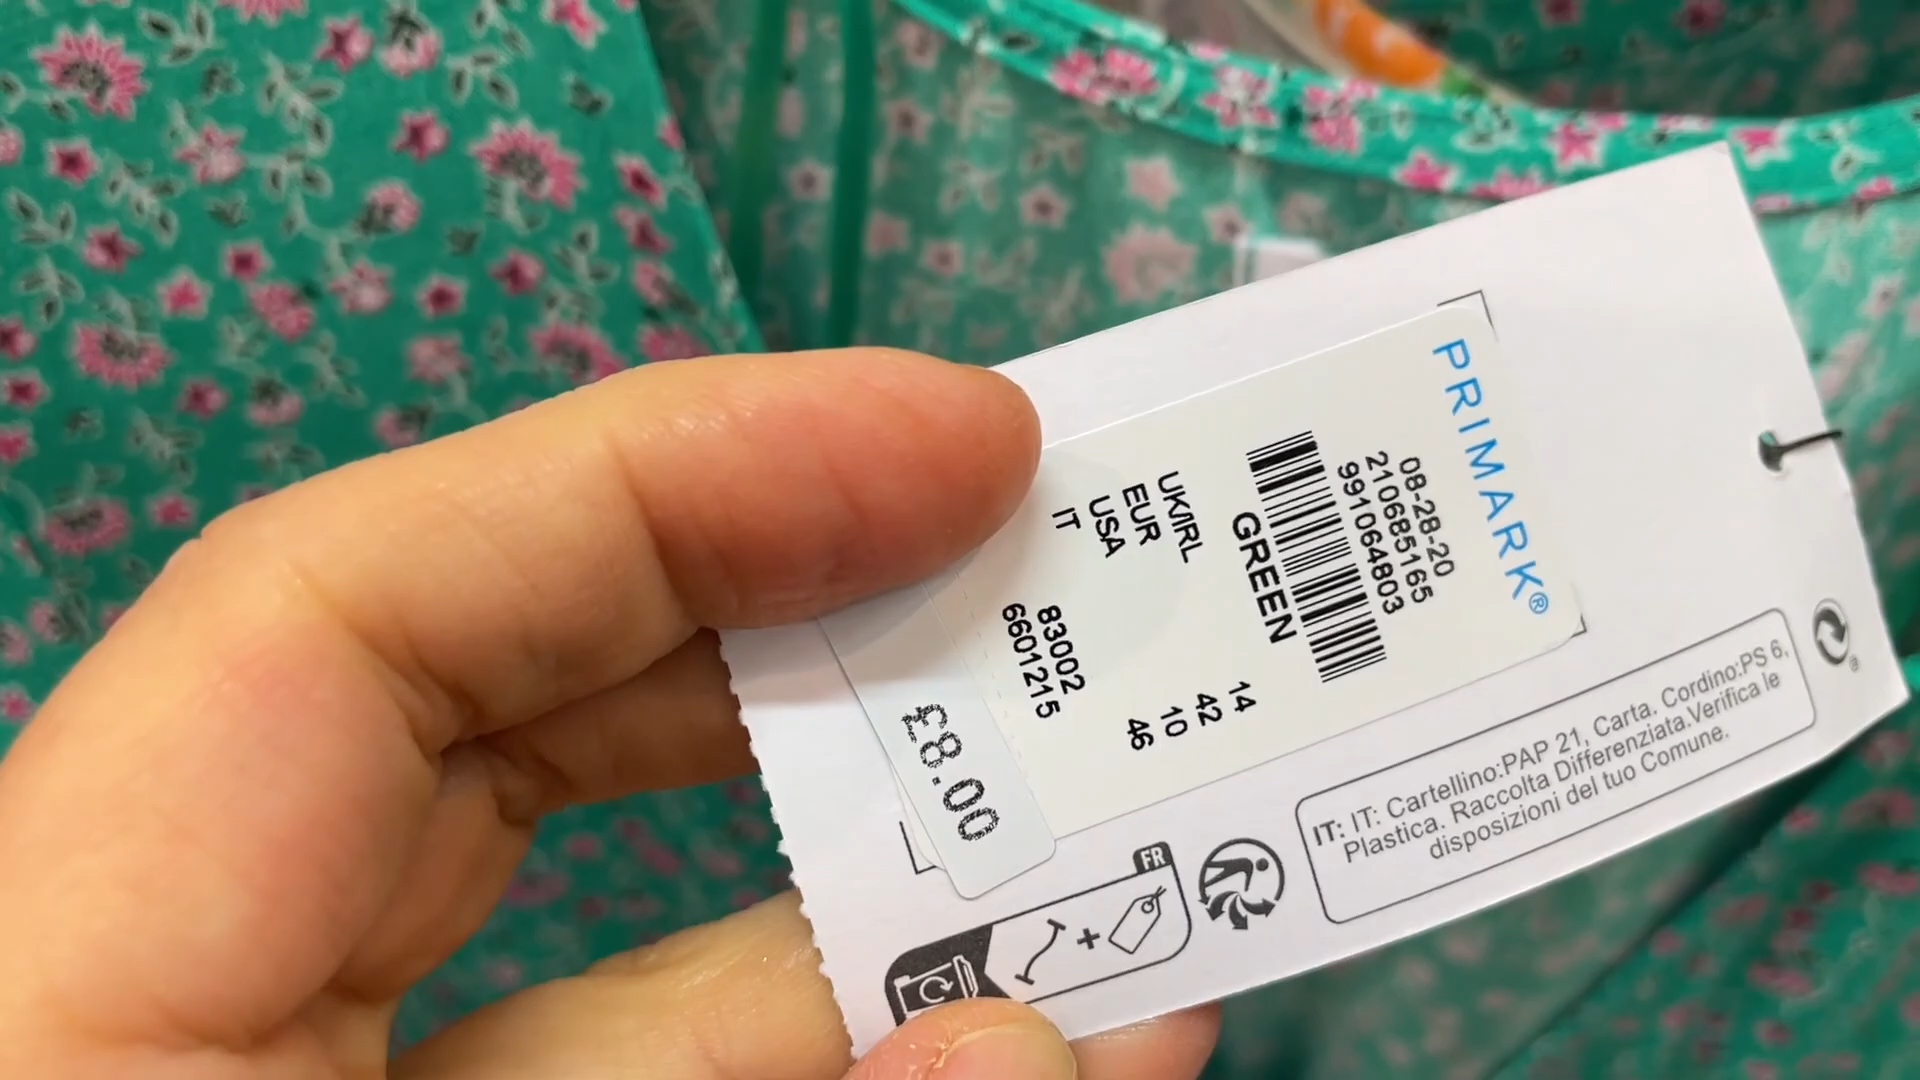 PRIMARK®
08-28-20
210685165
991064803
GREEN
UK/IRL 14
EUR 42
USA 10
IT 46
83002
6601215
£8.00
IT: IT: Cartellino:PAP 21, Carta. Cordino:PS 6,
Plastica. Raccolta Differenziata.Verifica le
disposizioni del tuo Comune.
FR